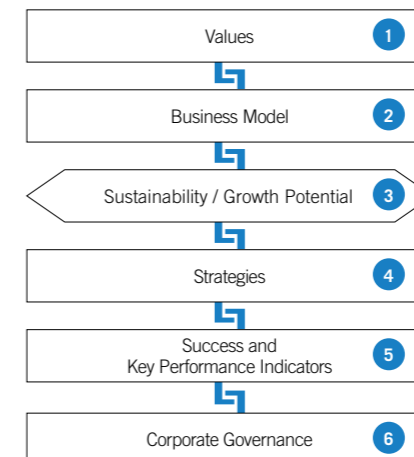 Values
1
Business Model
2
Sustainability / Growth Potential
3
Strategies
4
Success and
Key Performance Indicators
5
Corporate Governance
6